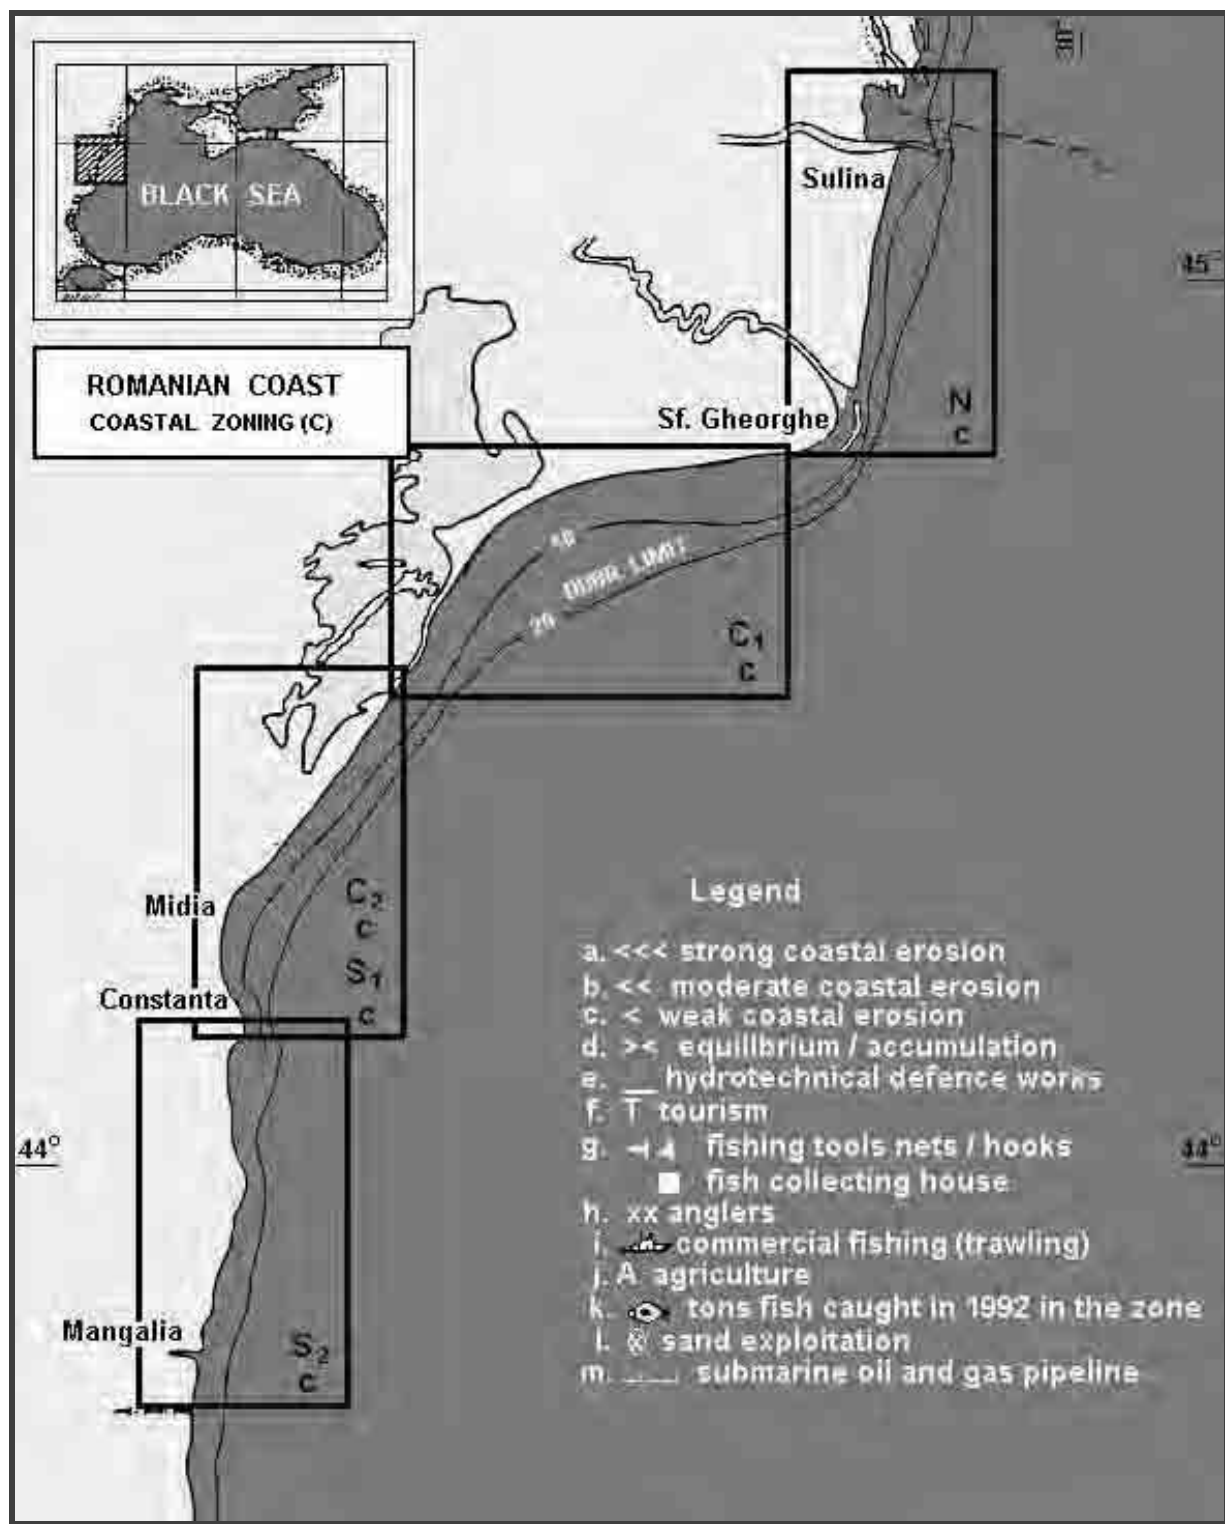 BLACK SEA
ROMANIAN COAST
COASTAL ZONING (C)
Sulina
45°
N
C
Sf. Gheorghe
LIMIT
20
C1
C
Midia
C2
C
S1
C
Constanta
44°
44°
Mangalia
S2
C
Legend
a. <<< strong coastal erosion
b. << moderate coastal erosion
c. < weak coastal erosion
d. >< equilibrium / accumulation
e. __ hydrotechnical defence works
f. T tourism
g. fishing tools nets / hooks
fish collecting house
h. xx anglers
i. commercial fishing (trawling)
j. A agriculture
k. tons fish caught in 1992 in the zone
l. sand exploitation
m. submarine oil and gas pipeline